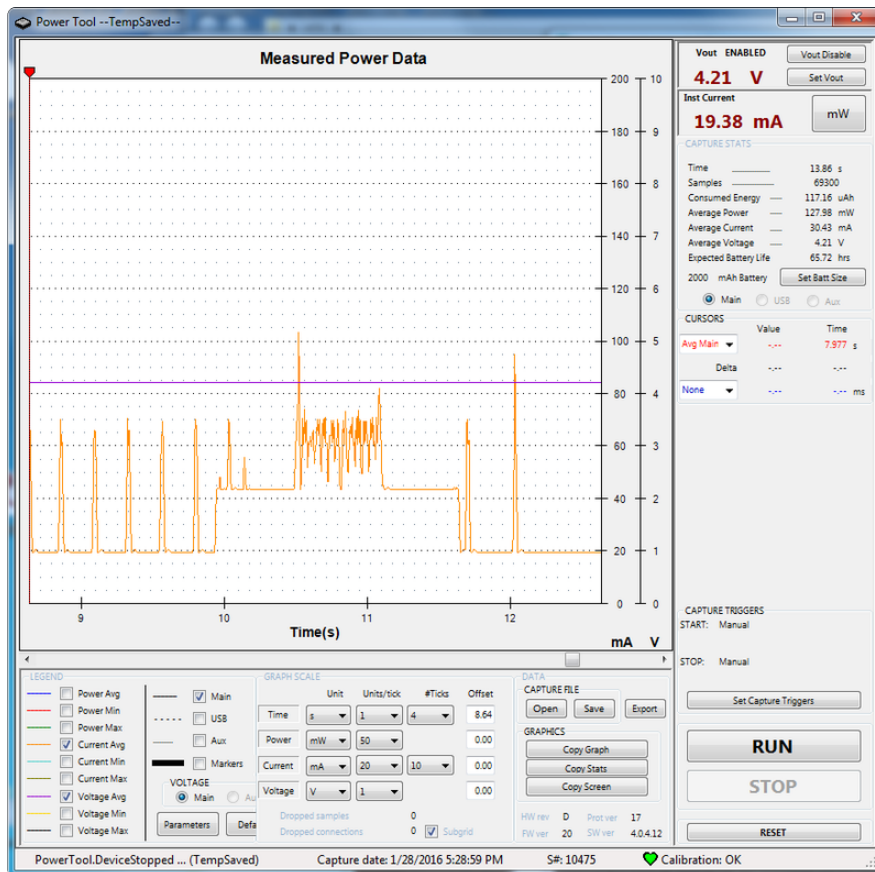 Power Tool --TempSaved--
Measured Power Data
200 10
180 9
160 8
140 7
120 6
100 5
80 4
60 3
40 2
20 1
0 0
9 10 11 12
Time(s)
mA V
Vout ENABLED
4.21 V
Vout Disable
Set Vout
Inst Current
19.38 mA
mW
CAPTURE STATS
Time 13.86 s
Samples 69300
Consumed Energy 117.16 uAh
Average Power 127.98 mW
Average Current 30.43 mA
Average Voltage 4.21 V
Expected Battery Life 65.72 hrs
2000 mAh Battery Set Batt Size
Main USB Aux
CURSORS
Value Time
Avg Main -.-- 7.977 s
Delta -.-- -.--
None -.-- -.-- ms
CAPTURE TRIGGERS
START: Manual
STOP: Manual
Set Capture Triggers
RUN
STOP
RESET
LEGEND
Power Avg
Power Min
Power Max
Current Avg
Current Min
Current Max
Voltage Avg
Voltage Min
Voltage Max
Main
USB
Aux
Markers
VOLTAGE
Main Au
Parameters Defa
GRAPH SCALE
Unit Units/tick #Ticks Offset
Time s 1 4 8.64
Power mW 50 0.00
Current mA 20 10 0.00
Voltage V 1 0.00
Dropped samples 0
Dropped connections 0 Subgrid
DATA
CAPTURE FILE
Open Save Export
GRAPHICS
Copy Graph
Copy Stats
Copy Screen
HW rev D Prot ver 17
FW ver 20 SW ver 4.0.4.12
PowerTool.DeviceStopped ... (TempSaved) Capture date: 1/28/2016 5:28:59 PM S#: 10475 Calibration: OK